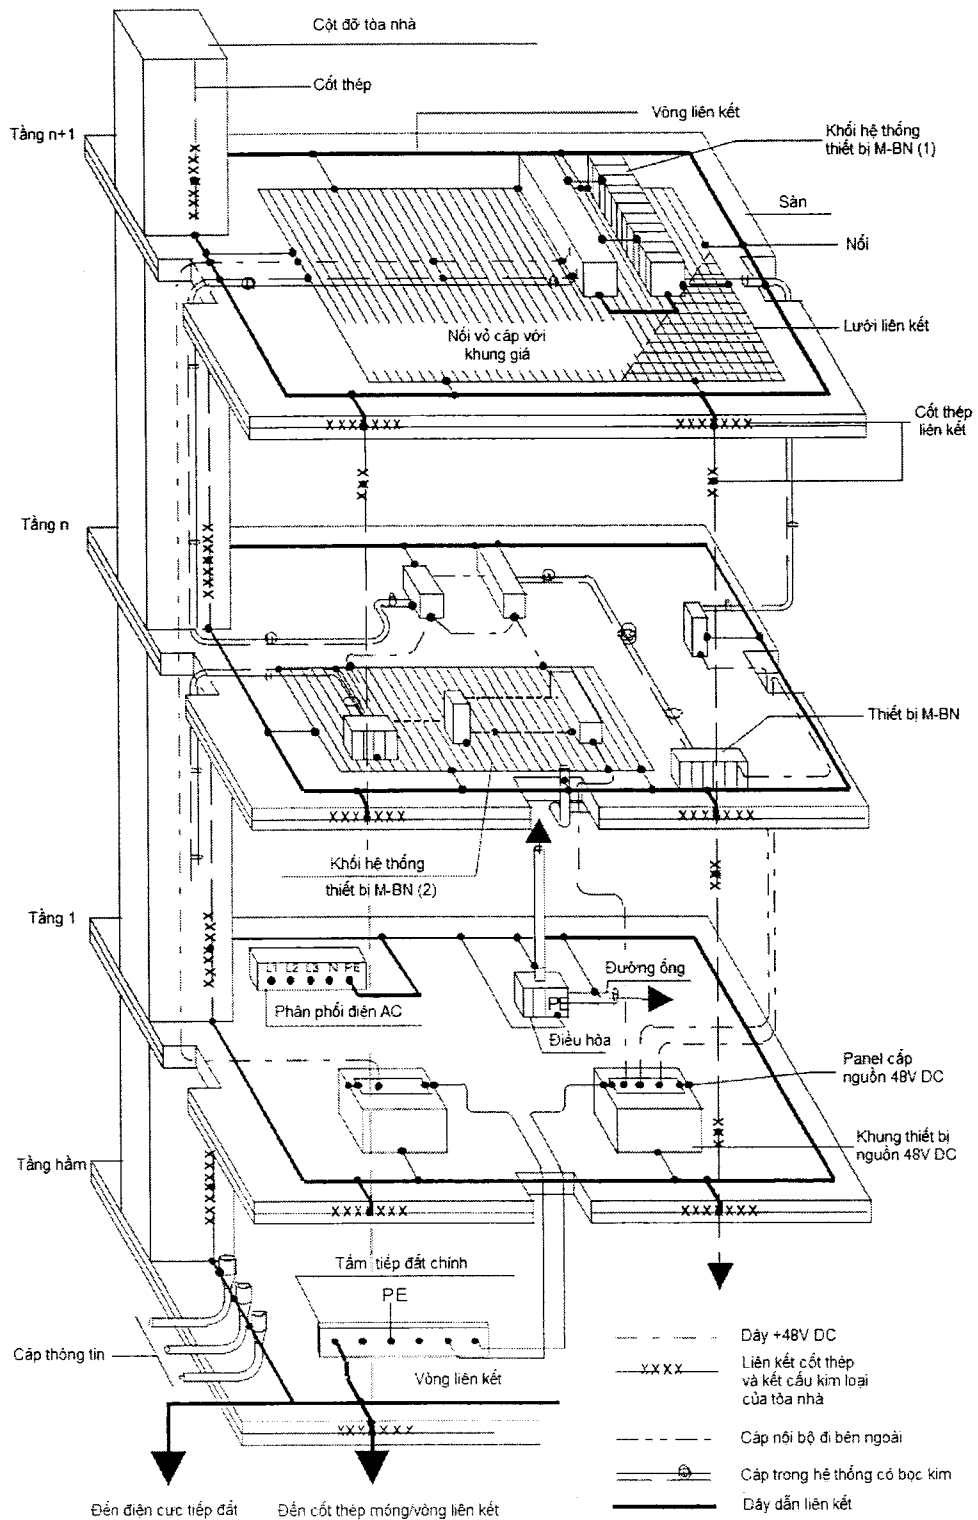 Cột đỡ tòa nhà
Cốt thép
Vòng liên kết
Tầng n+1
Khối hệ thống
thiết bị M-BN (1)
Sàn
Nối
Lưới liên kết
Nối vỏ cáp với
khung giá
Cốt thép
liên kết
Tầng n
Thiết bị M-BN
Khối hệ thống
thiết bị M-BN (2)
Tầng 1
L1 L2 L3 N PE
Phân phối điện AC
Đường ống
PE
Điều hòa
Panel cấp
nguồn 48V DC
Khung thiết bị
nguồn 48V DC
Tầng hầm
Tấm tiếp đất chính
PE
Cáp thông tin
Vòng liên kết
Dây +48V DC
XXXX
Liên kết cốt thép
và kết cấu kim loại
của tòa nhà
Cáp nội bộ đi bên ngoài
Cáp trong hệ thống có bọc kim
Dây dẫn liên kết
Đến điện cực tiếp đất
Đến cốt thép móng/vòng liên kết